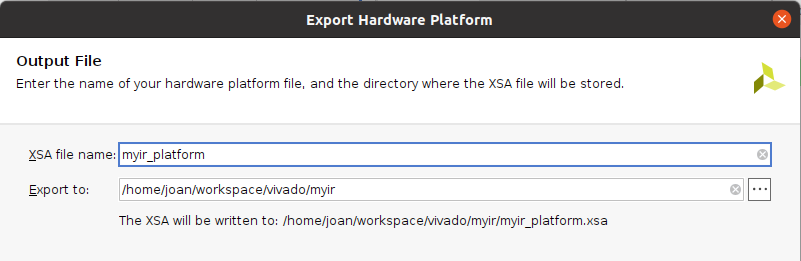 Export Hardware Platform
Output File
Enter the name of your hardware platform file, and the directory where the XSA file will be stored.
XSA file name: myir_platform
Export to: /home/joan/workspace/vivado/myir ...
The XSA will be written to: /home/joan/workspace/vivado/myir/myir_platform.xsa